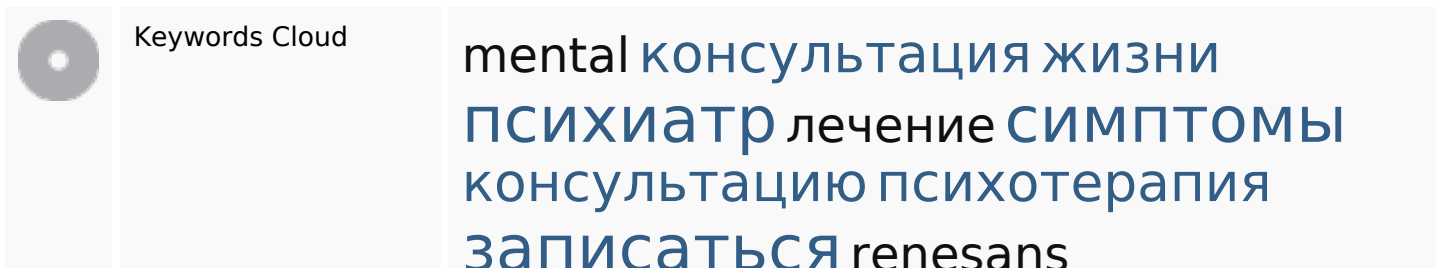 Keywords Cloud
mental консультация жизни
психиатр лечение симптомы
консультацию психотерапия
записаться renesans